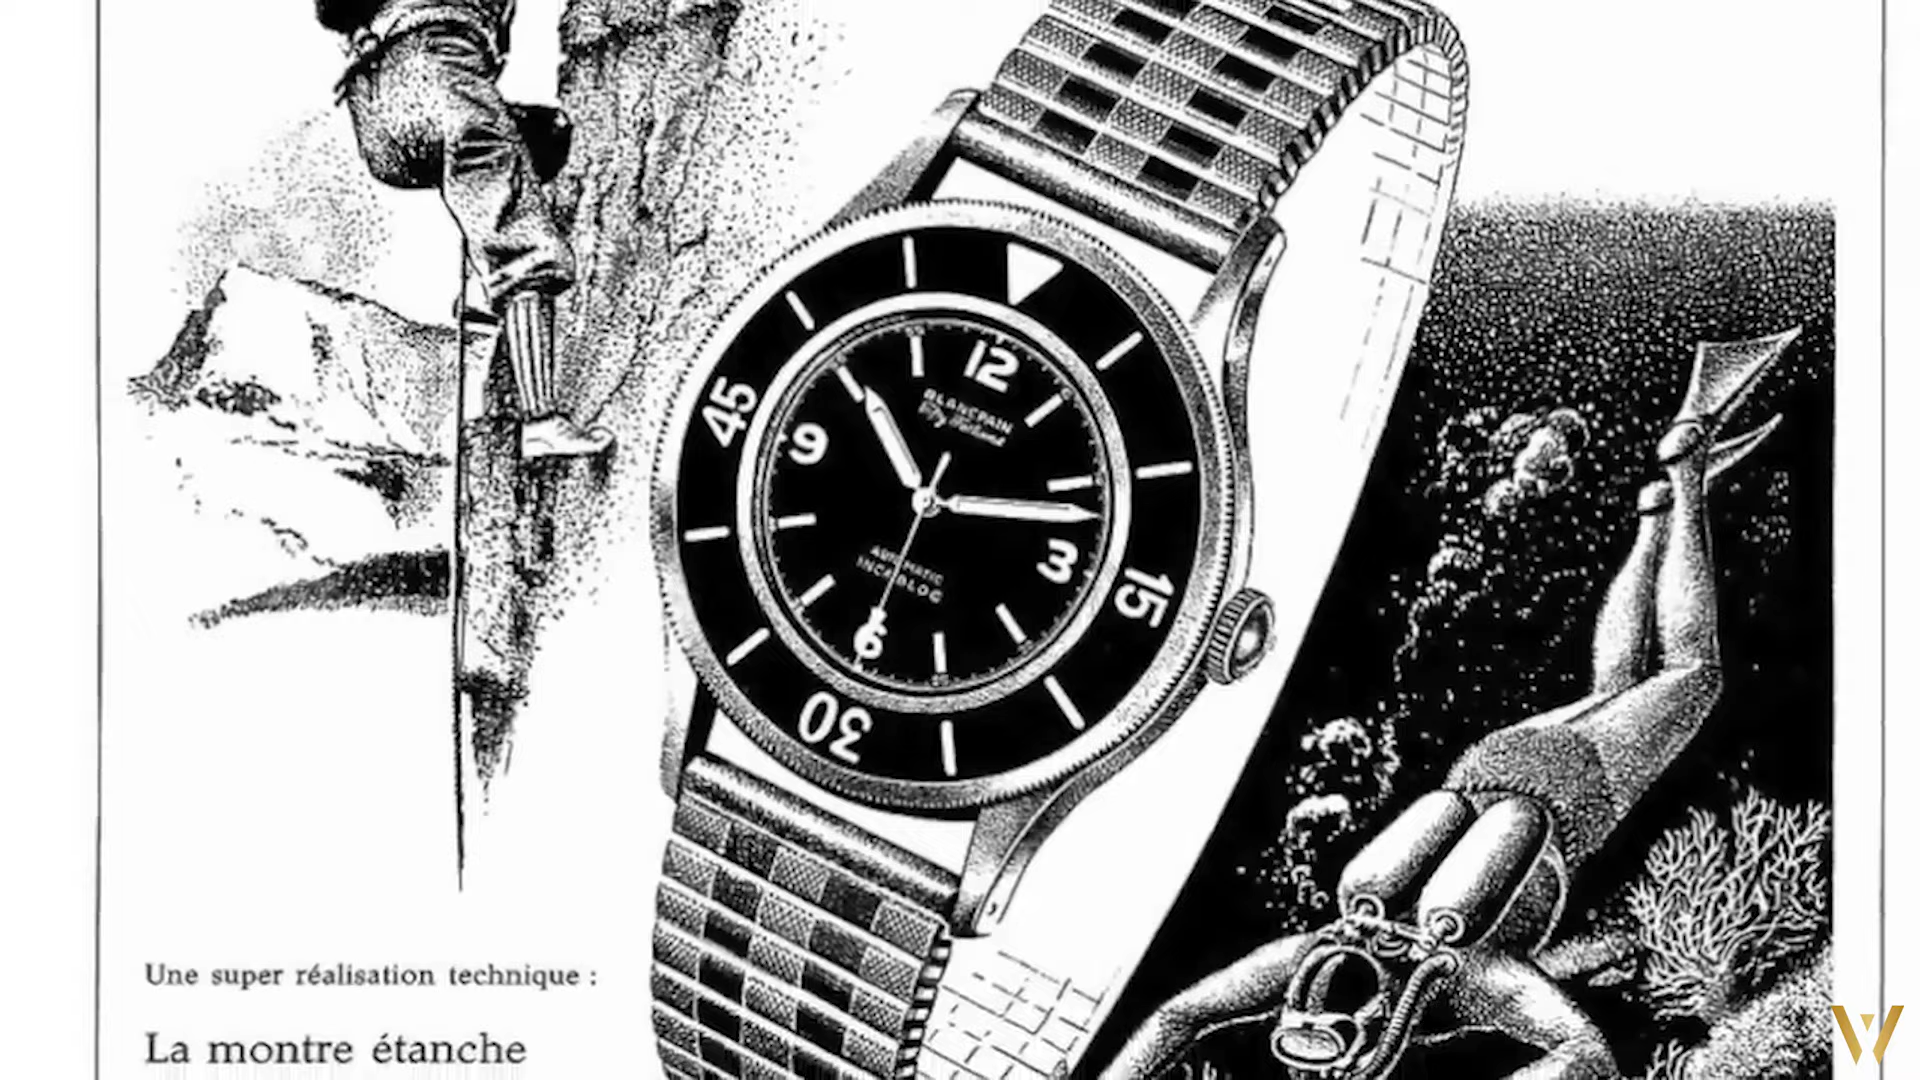 45
12
BLANCPAIN
Fifty Fathoms
9
3
AUTOMATIC
INCABLOC
15
6
30
Une super réalisation technique :
La montre étanche